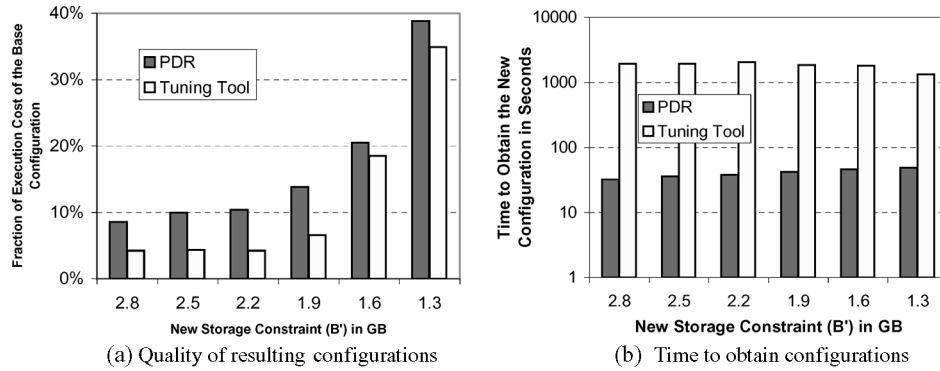 Fraction of Execution Cost of the Base
Configuration
40%
30%
20%
10%
0%
PDR
Tuning Tool
2.8 2.5 2.2 1.9 1.6 1.3
New Storage Constraint (B') in GB
(a) Quality of resulting configurations
Time to Obtain the New
Configuration in Seconds
10000
1000
100
10
1
PDR
Tuning Tool
2.8 2.5 2.2 1.9 1.6 1.3
New Storage Constraint (B') in GB
(b) Time to obtain configurations